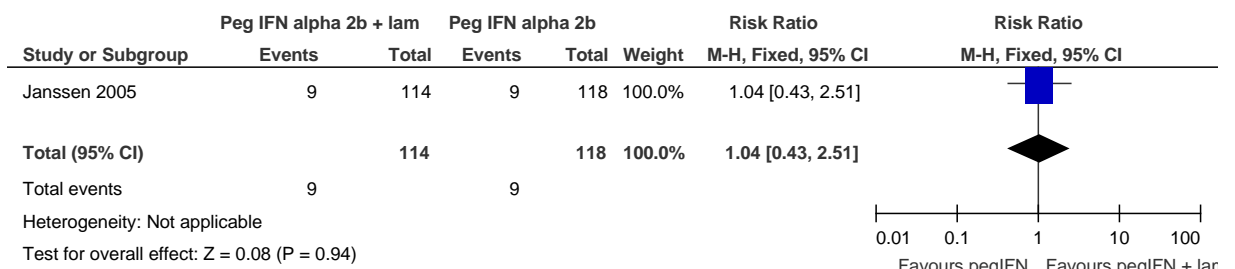 Peg IFN alpha 2b + lam Peg IFN alpha 2b Risk Ratio Risk Ratio
Study or Subgroup Events Total Events Total Weight M-H, Fixed, 95% CI M-H, Fixed, 95% CI
Janssen 2005 9 114 9 118 100.0% 1.04 [0.43, 2.51]
Total (95% CI) 114 118 100.0% 1.04 [0.43, 2.51]
Total events 9 9
Heterogeneity: Not applicable
Test for overall effect: Z = 0.08 (P = 0.94)
0.01 0.1 1 10 100
Favours pegIFN Favours pegIFN +